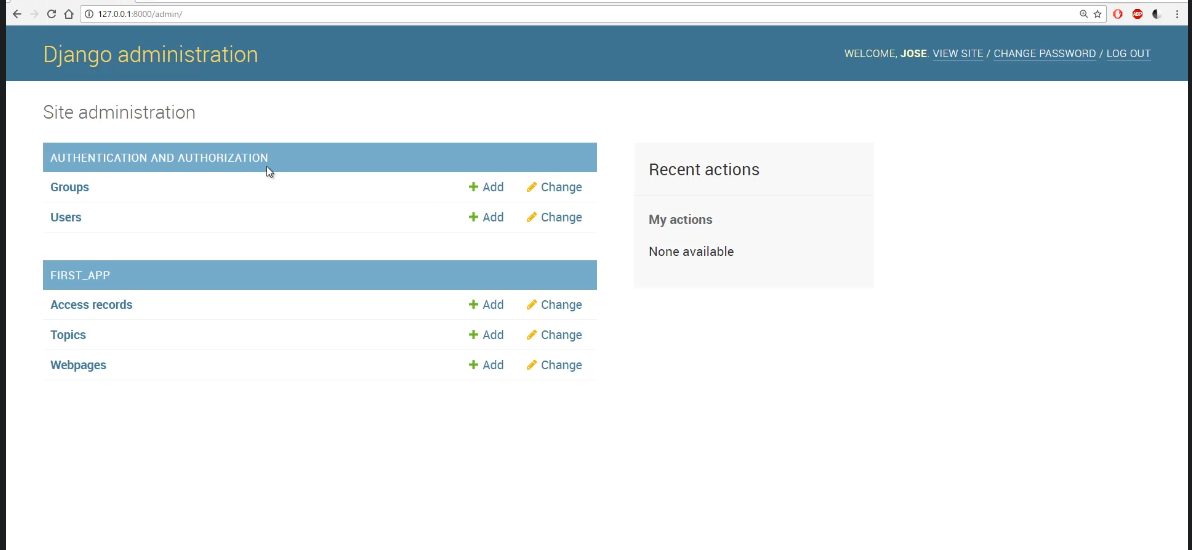 127.0.0.1:8000/admin/
ABP
Django administration
WELCOME, JOSE. VIEW SITE / CHANGE PASSWORD / LOG OUT
Site administration
AUTHENTICATION AND AUTHORIZATION
Groups Add Change
Users Add Change
FIRST_APP
Access records Add Change
Topics Add Change
Webpages Add Change
Recent actions
My actions
None available